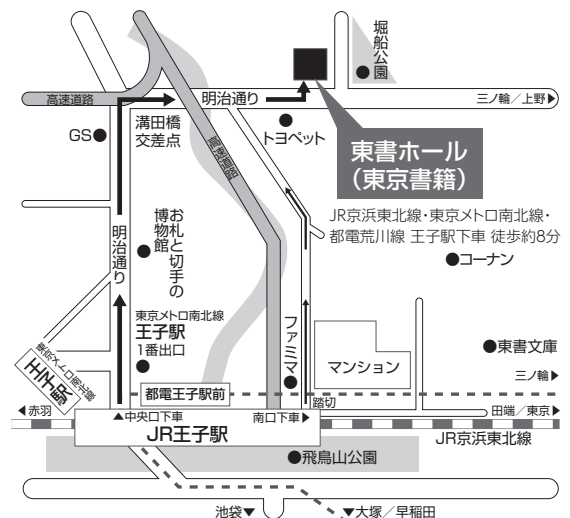 堀船公園
高速道路
明治通り
三ノ輪／上野▶
GS●
溝田橋
交差点
高速道路
トヨペット
東書ホール
（東京書籍）
JR京浜東北線・東京メトロ南北線・
都電荒川線 王子駅下車 徒歩約8分
●コーナン
明治通り
お札と切手の
博物館
東京メトロ南北線
王子駅
1番出口
ファミマ
マンション
●東書文庫
三ノ輪▶
東京メトロ南北線
王子駅
都電王子駅前
踏切
◀赤羽
▲中央口下車
南口下車▶
田端／東京▶
JR王子駅
JR京浜東北線
●飛鳥山公園
池袋▼
▼大塚／早稲田